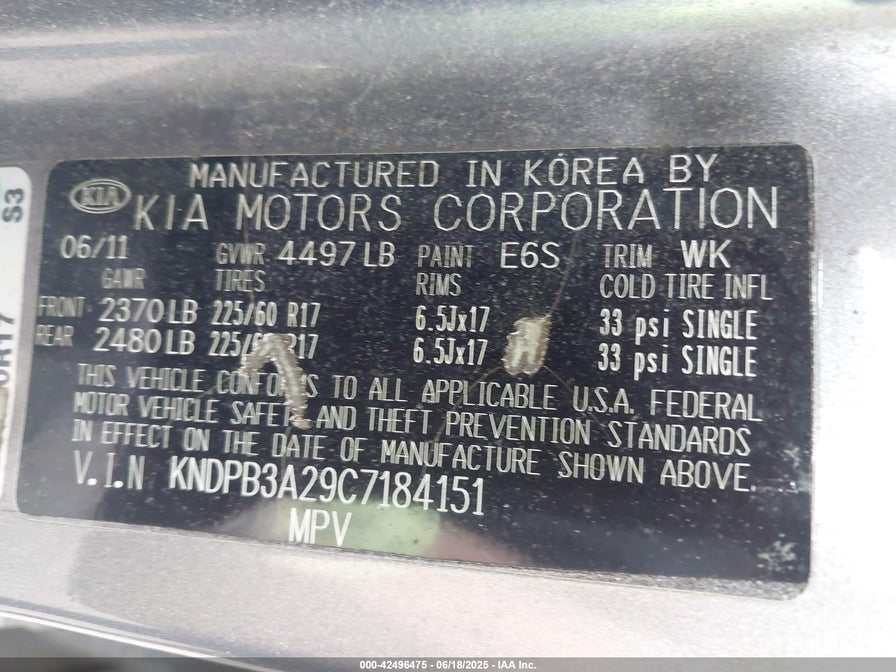 MANUFACTURED IN KOREA BY
KIA KIA MOTORS CORPORATION
06/11 GVWR 4497 LB PAINT E6S TRIM WK
GAWR TIRES RIMS COLD TIRE INFL
FRONT 2370 LB 225/60 R17 6.5Jx17 33 psi SINGLE
REAR 2480 LB R17 6.5Jx17 33 psi SINGLE
THIS VEHICLE CONFORMS TO ALL APPLICABLE U.S.A. FEDERAL
MOTOR VEHICLE SAFETY AND THEFT PREVENTION STANDARDS
IN EFFECT ON THE DATE OF MANUFACTURE SHOWN ABOVE.
V.I.N KNDPB3A29C7184151
MPV
S3
0R17
000-42496475 - 06/18/2025 - IAA Inc.